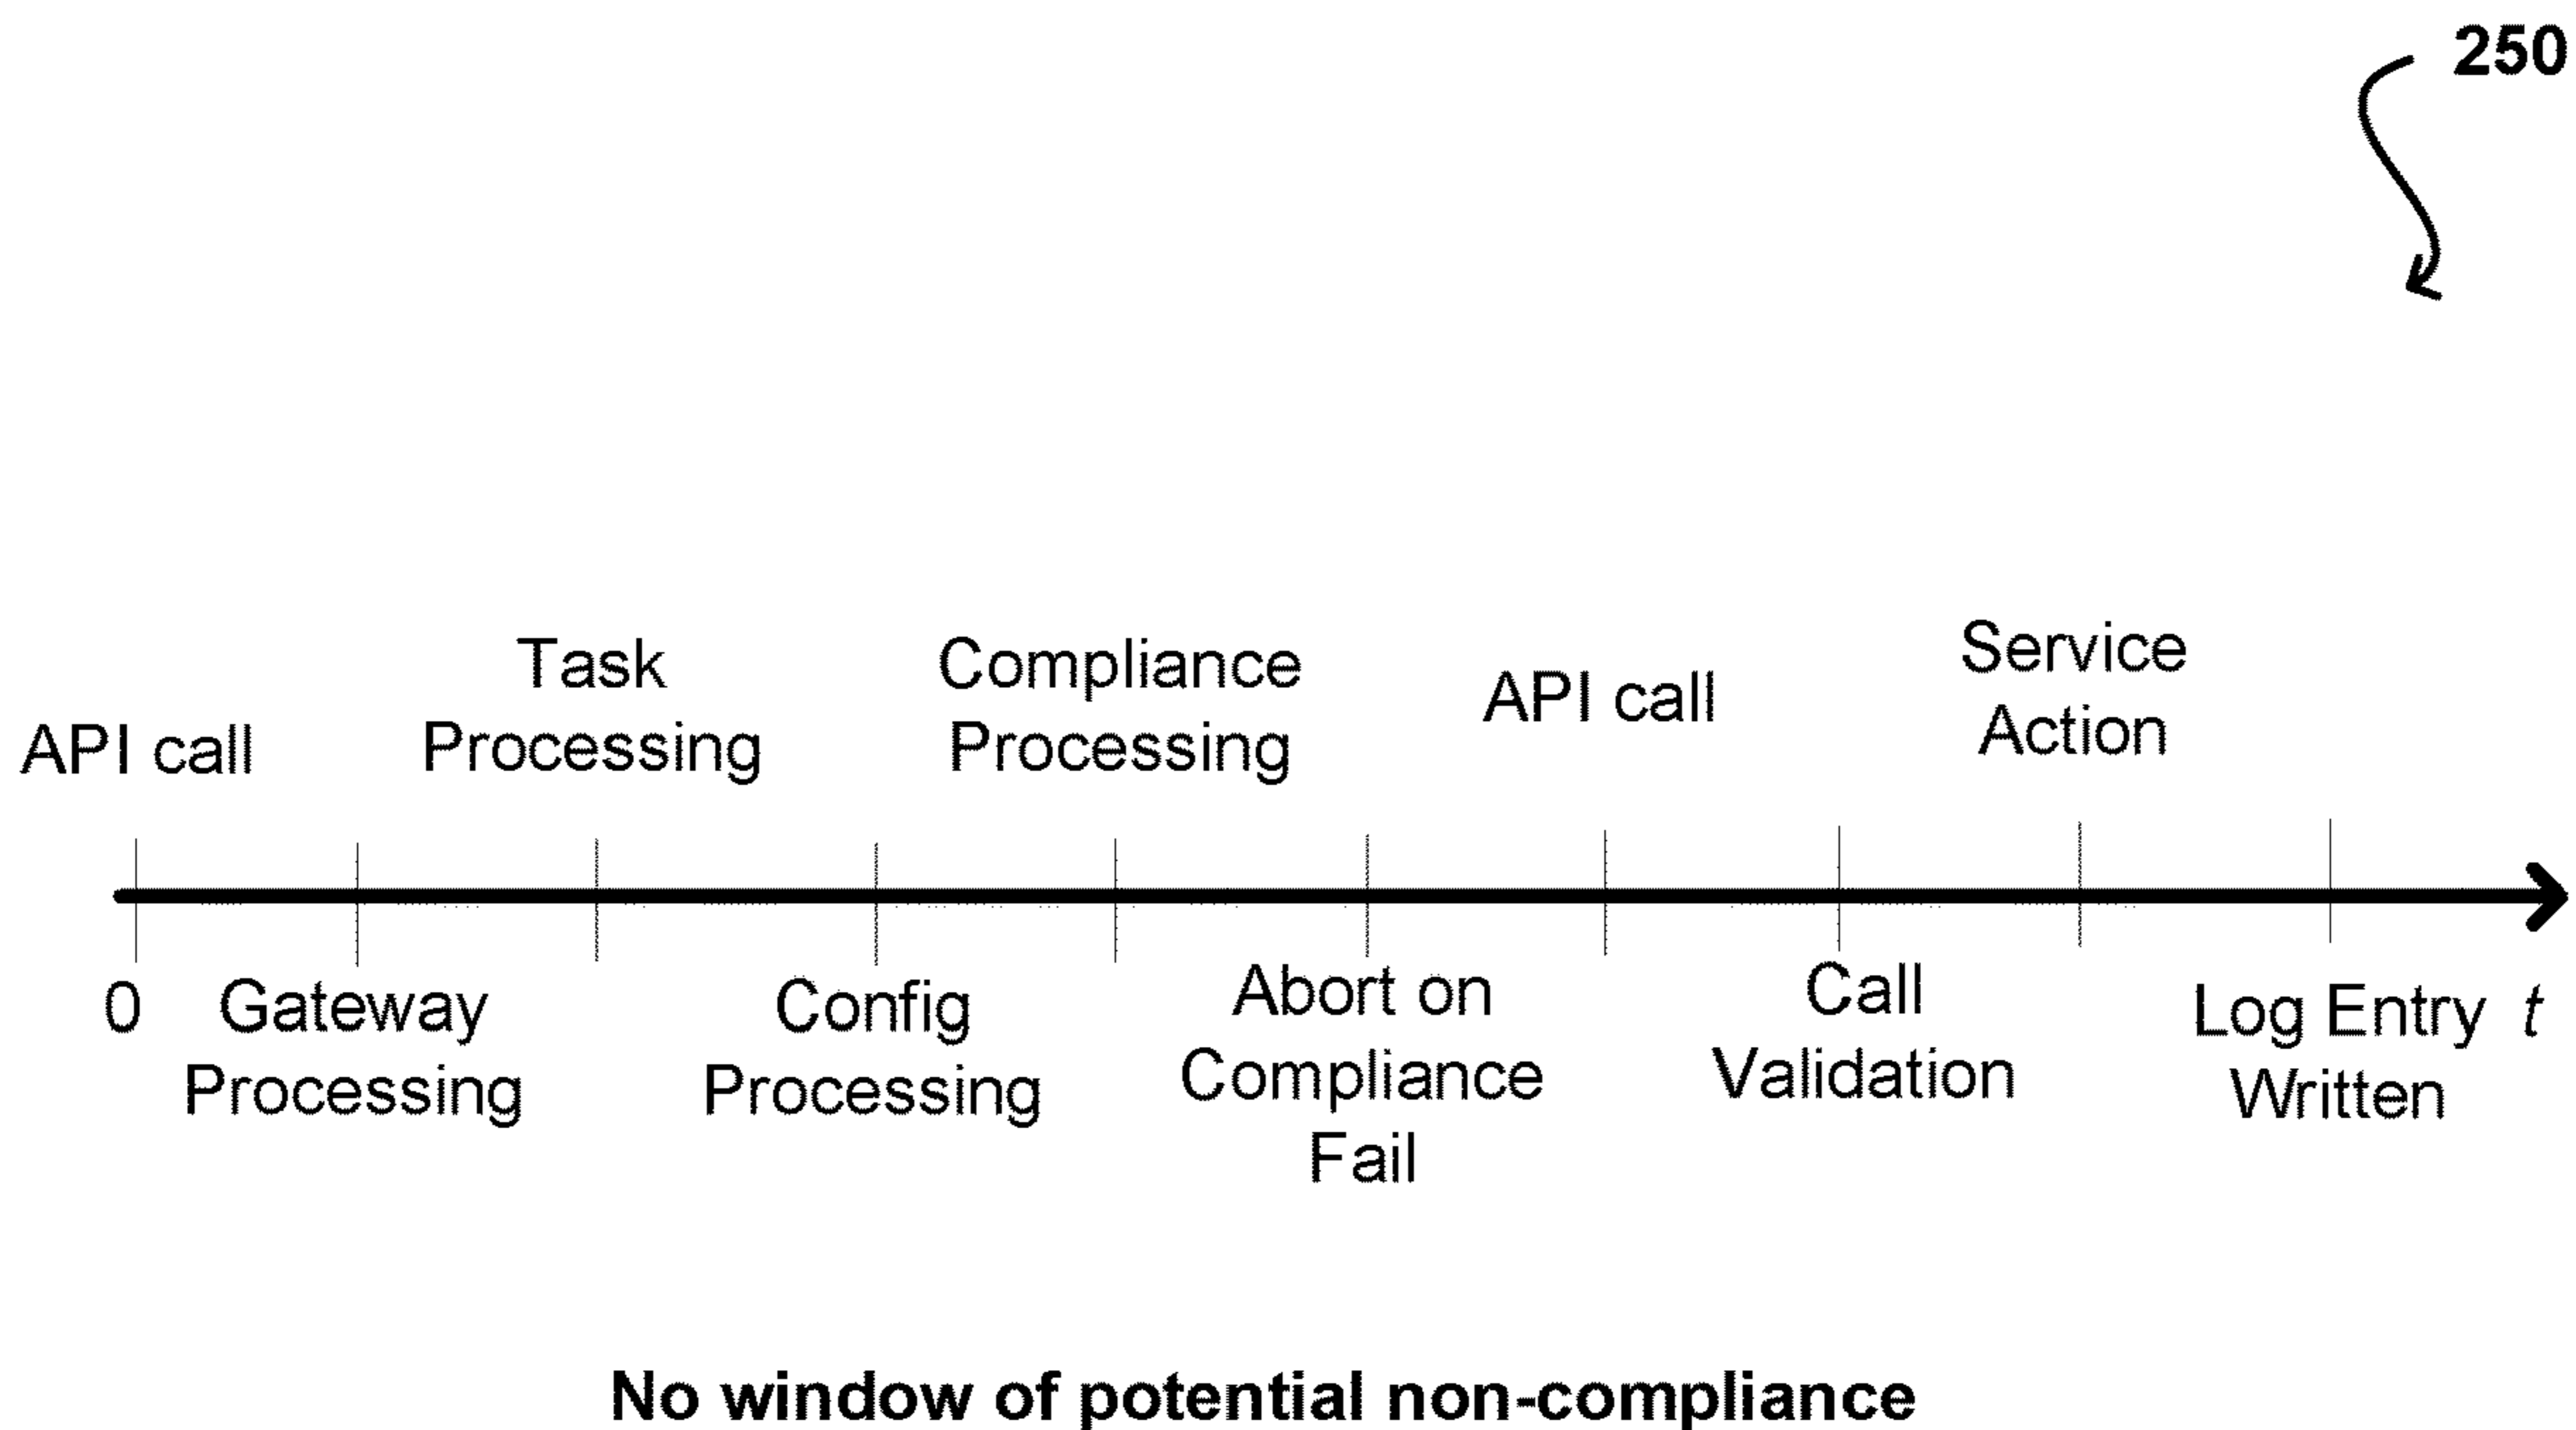 250
Task
Processing
Compliance
Processing
API call
Service
Action
API call
0
Gateway
Processing
Config
Processing
Abort on
Compliance
Fail
Call
Validation
Log Entry
Written
t
No window of potential non-compliance